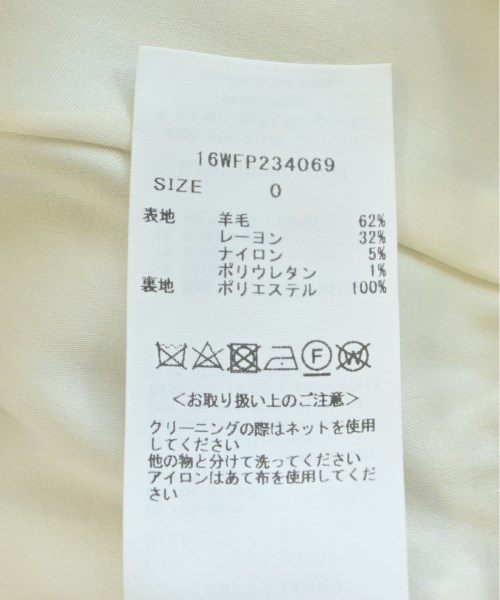 16WFP234069
SIZE 0
表地 羊毛 62%
レーヨン 32%
ナイロン 5%
ポリウレタン 1%
裏地 ポリエステル 100%
F W
＜お取り扱い上のご注意＞
クリーニングの際はネットを使用
してください
他の物と分けて洗ってください
アイロンはあて布を使用してくだ
さい